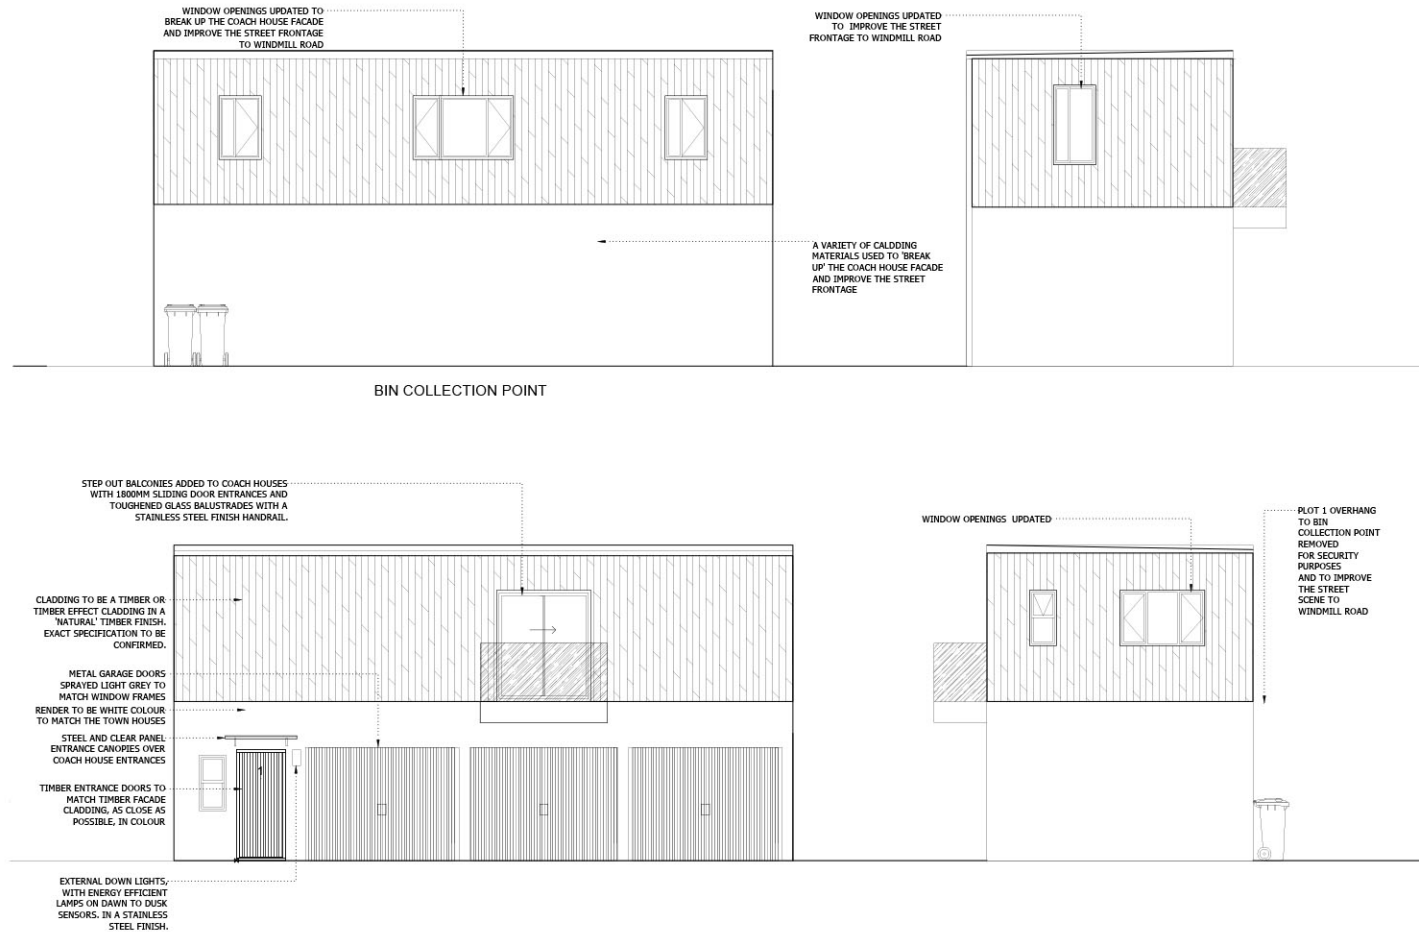 WINDOW OPENINGS UPDATED TO
BREAK UP THE COACH HOUSE FACADE
AND IMPROVE THE STREET FRONTAGE
TO WINDMILL ROAD
WINDOW OPENINGS UPDATED
TO IMPROVE THE STREET
FRONTAGE TO WINDMILL ROAD
A VARIETY OF CALDDING
MATERIALS USED TO 'BREAK
UP' THE COACH HOUSE FACADE
AND IMPROVE THE STREET
FRONTAGE
BIN COLLECTION POINT
STEP OUT BALCONIES ADDED TO COACH HOUSES
WITH 1800MM SLIDING DOOR ENTRANCES AND
TOUGHENED GLASS BALUSTRADES WITH A
STAINLESS STEEL FINISH HANDRAIL.
WINDOW OPENINGS UPDATED
PLOT 1 OVERHANG
TO BIN
COLLECTION POINT
REMOVED
FOR SECURITY
PURPOSES
AND TO IMPROVE
THE STREET
SCENE TO
WINDMILL ROAD
CLADDING TO BE A TIMBER OR
TIMBER EFFECT CLADDING IN A
'NATURAL' TIMBER FINISH.
EXACT SPECIFICATION TO BE
CONFIRMED.
METAL GARAGE DOORS
SPRAYED LIGHT GREY TO
MATCH WINDOW FRAMES
RENDER TO BE WHITE COLOUR
TO MATCH THE TOWN HOUSES
STEEL AND CLEAR PANEL
ENTRANCE CANOPIES OVER
COACH HOUSE ENTRANCES
1
TIMBER ENTRANCE DOORS TO
MATCH TIMBER FACADE
CLADDING, AS CLOSE AS
POSSIBLE, IN COLOUR
EXTERNAL DOWN LIGHTS,
WITH ENERGY EFFICIENT
LAMPS ON DAWN TO DUSK
SENSORS. IN A STAINLESS
STEEL FINISH.